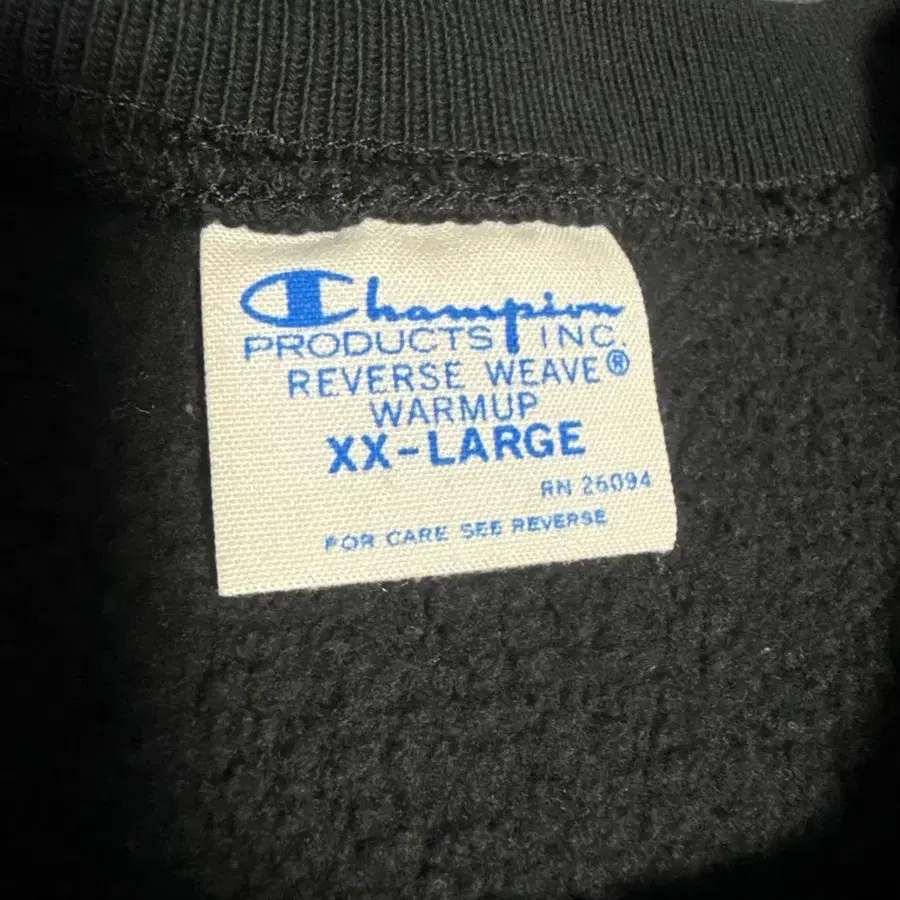 Champion
PRODUCTS INC.
REVERSE WEAVE®
WARMUP
XX-LARGE
RN 26094
FOR CARE SEE REVERSE